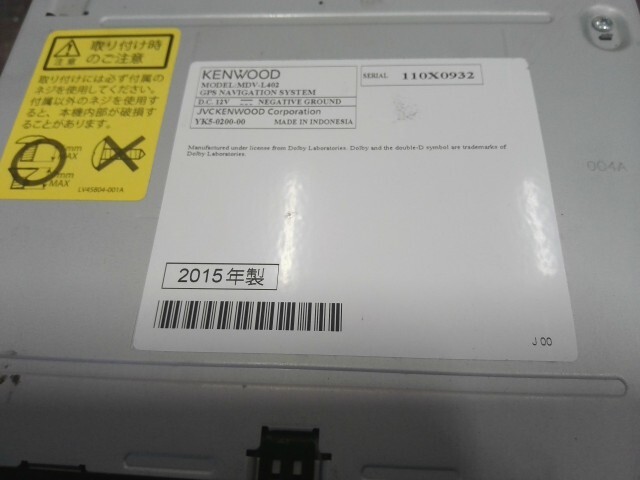 取り付け時
のご注意
注意
取り付けには必ず付属の
ネジを使用してください。
付属以外のネジを使用す
ると、本機内部が破損す
ることがあります。
mm
MAX
mm
MAX
LV45804-001A
KENWOOD
MODEL:MDV-L402
GPS NAVIGATION SYSTEM
D.C. 12V NEGATIVE GROUND
JVCKENWOOD Corporation
YK5-0200-00 MADE IN INDONESIA
SERIAL 110X0932
Manufactured under license from Dolby Laboratories. Dolby and the double-D symbol are trademarks of
Dolby Laboratories.
004A
2015年製
J 00